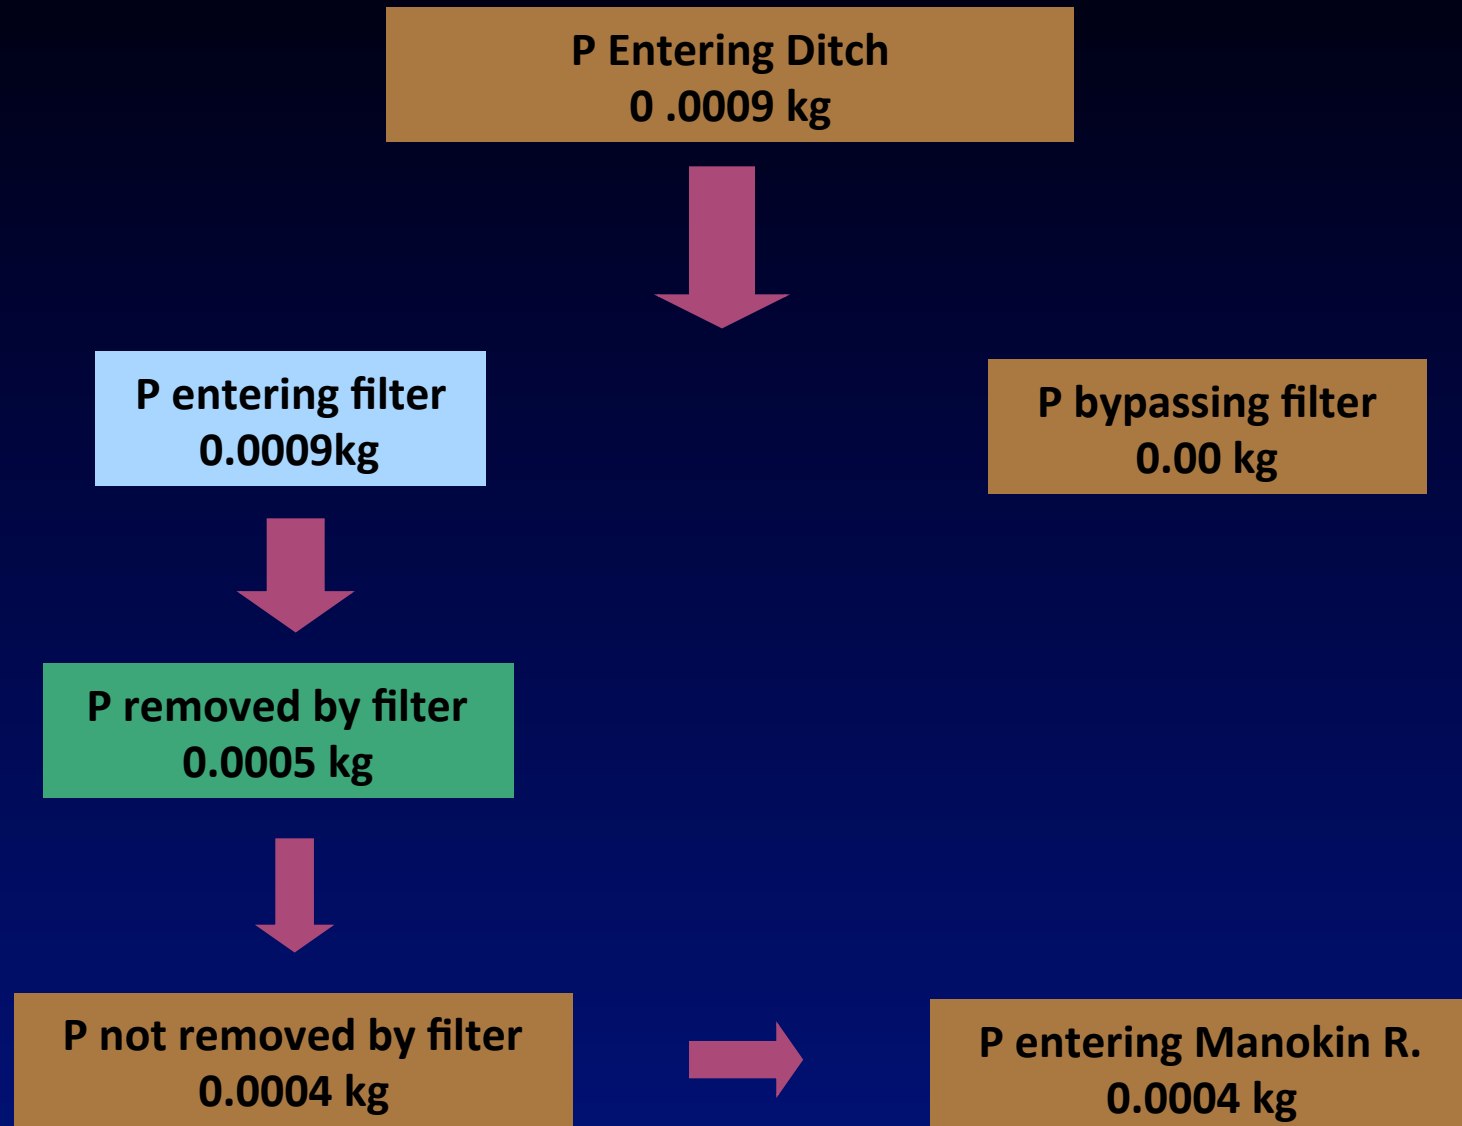 P Entering Ditch
0 .0009 kg
P entering filter
0.0009kg
P bypassing filter
0.00 kg
P removed by filter
0.0005 kg
P not removed by filter
0.0004 kg
P entering Manokin R.
0.0004 kg